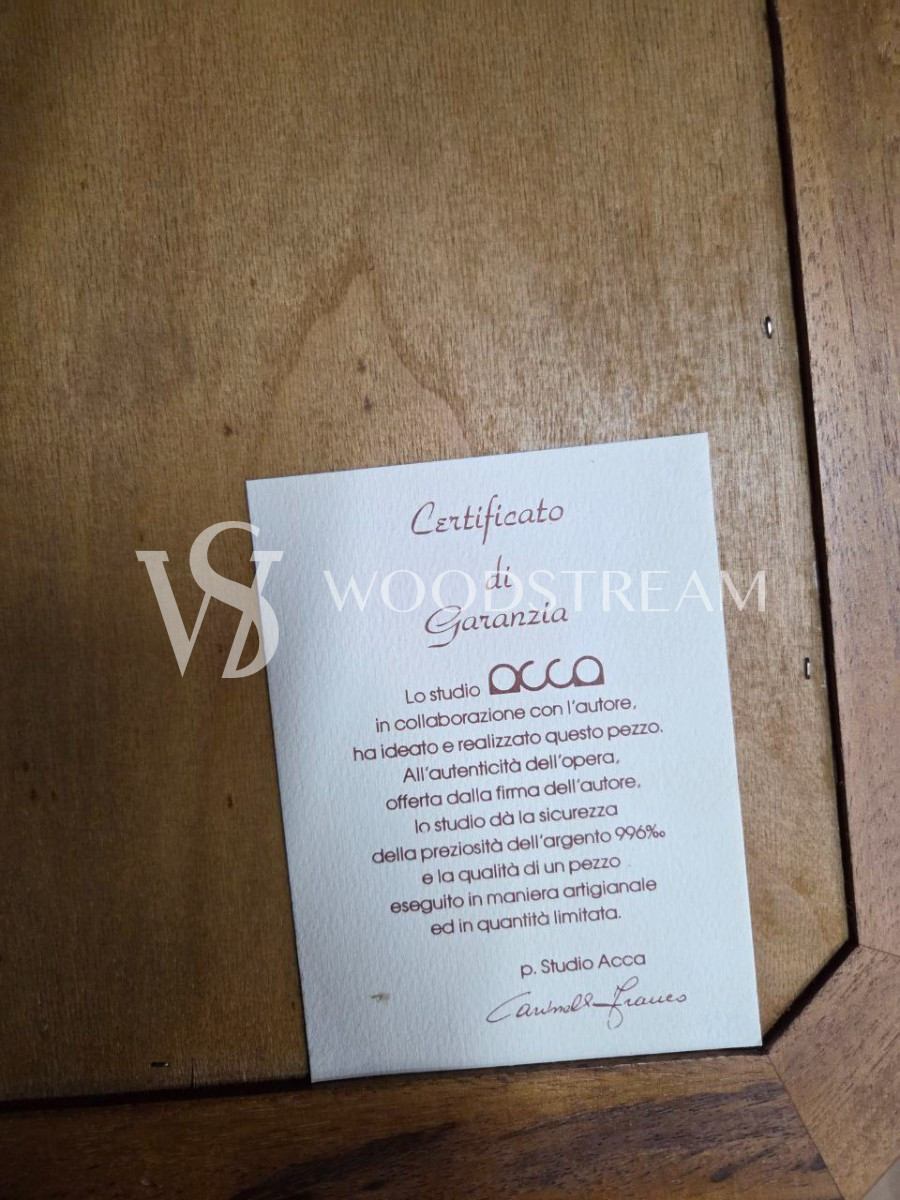 Certificato
di
Garanzia
WS WOODSTREAM
Lo studio acca
in collaborazione con l'autore,
ha ideato e realizzato questo pezzo.
All'autenticità dell'opera,
offerta dalla firma dell'autore,
lo studio dà la sicurezza
della preziosità dell'argento 996‰
e la qualità di un pezzo
eseguito in maniera artigianale
ed in quantità limitata.
p. Studio Acca